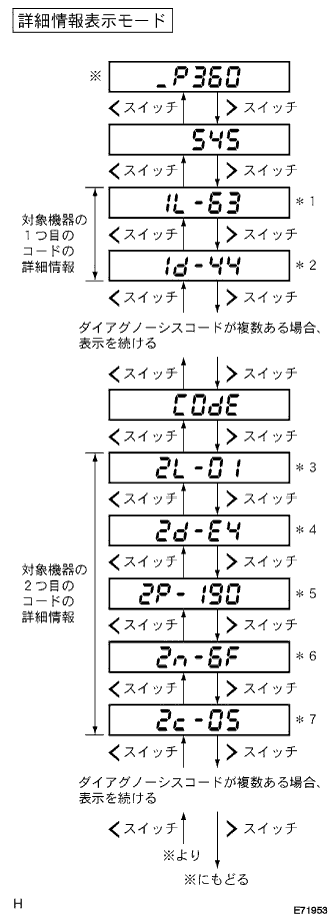 詳細情報表示モード
※
_P360
<スイッチ >スイッチ
SYS
<スイッチ >スイッチ
対象機器の
1つ目の
コードの
詳細情報
1L-63 *1
<スイッチ >スイッチ
1d-44 *2
<スイッチ >スイッチ
ダイアグノーシスコードが複数ある場合、
表示を続ける
<スイッチ >スイッチ
CODE
<スイッチ >スイッチ
対象機器の
2つ目の
コードの
詳細情報
2L-01 *3
<スイッチ >スイッチ
2d-E4 *4
<スイッチ >スイッチ
2P-190 *5
<スイッチ >スイッチ
2n-6F *6
<スイッチ >スイッチ
2c-05 *7
<スイッチ >スイッチ
ダイアグノーシスコードが複数ある場合、
表示を続ける
<スイッチ >スイッチ
※より
※にもどる
H
E71953